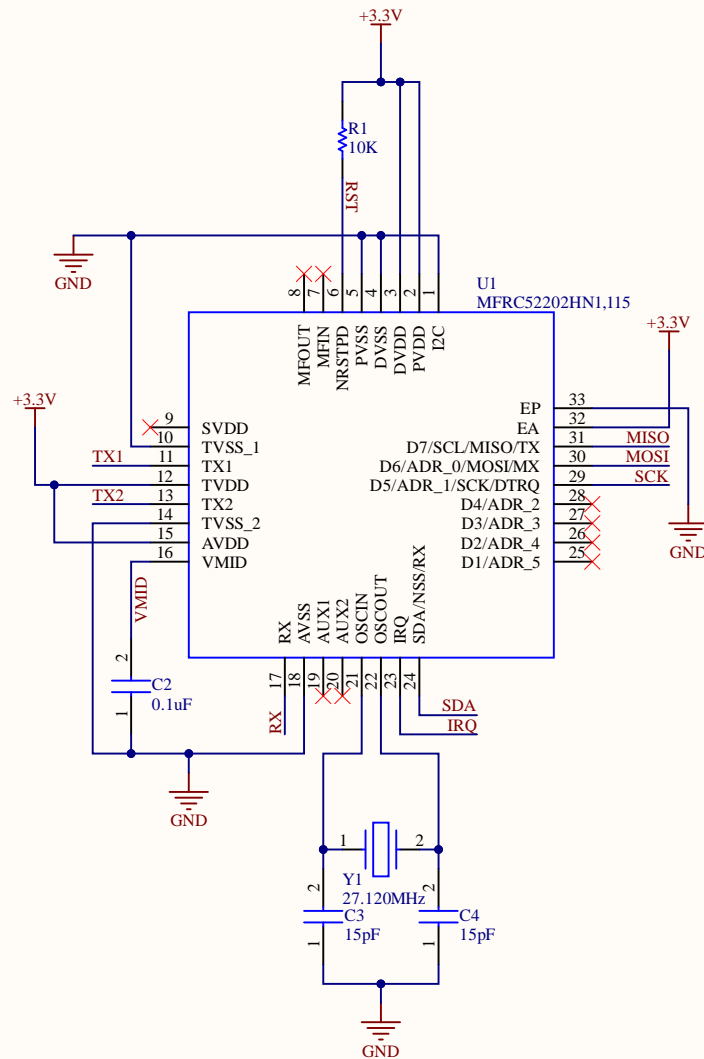 +3.3V
R1
10K
RST
GND
U1
MFRC52202HN1,115
8
7
6
5
4
3
2
1
MFOUT
MFIN
NRSTPD
PVSS
DVSS
DVDD
PVDD
I2C
+3.3V
+3.3V
9
SVDD
10
TVSS_1
TX1
11
TX1
12
TVDD
TX2
13
TX2
14
TVSS_2
15
AVDD
16
VMID
EP
33
EA
32
D7/SCL/MISO/TX
31
MISO
D6/ADR_0/MOSI/MX
30
MOSI
D5/ADR_1/SCK/DTRQ
29
SCK
D4/ADR_2
28
D3/ADR_3
27
D2/ADR_4
26
D1/ADR_5
25
GND
VMID
RX
AVSS
AUX1
AUX2
OSCIN
OSCOUT
IRQ
SDA/NSS/RX
17
18
19
20
21
22
23
24
2
C2
0.1uF
1
RX
SDA
IRQ
GND
1
2
Y1
27.120MHz
2
C3
15pF
1
2
C4
15pF
1
GND